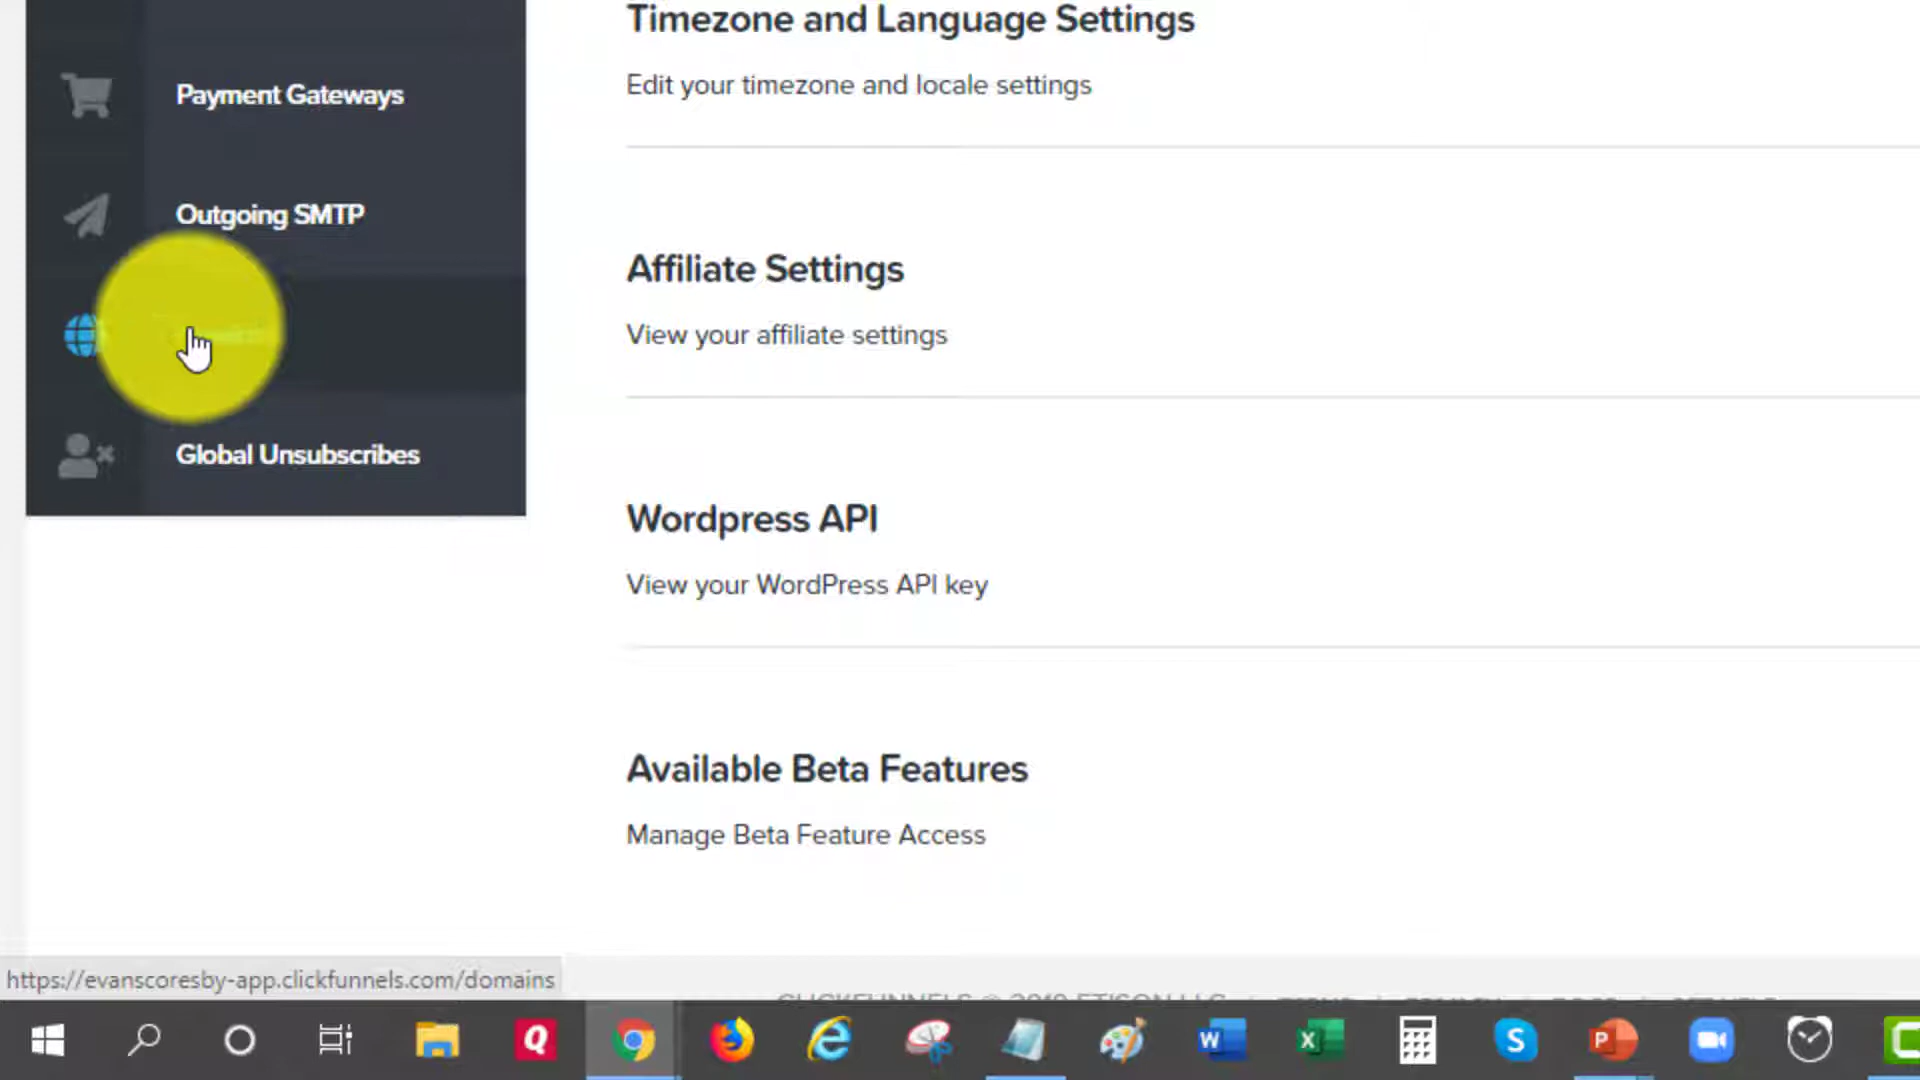 Timezone and Language Settings
Payment Gateways
Edit your timezone and locale settings
Outgoing SMTP
Affiliate Settings
View your affiliate settings
Global Unsubscribes
Wordpress API
View your WordPress API key
Available Beta Features
Manage Beta Feature Access
https://evanscoresby-app.clickfunnels.com/domains